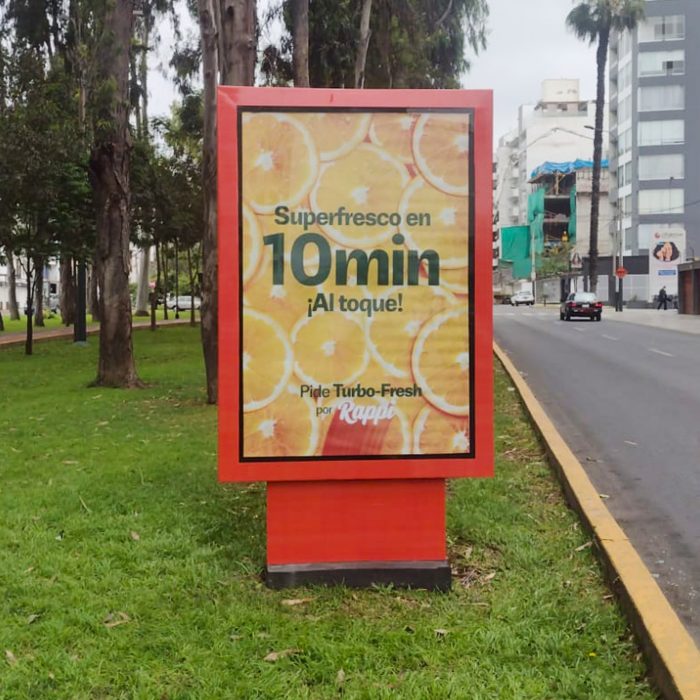 Superfresco en
10min
¡Al toque!
Pide Turbo-Fresh
por Rappi